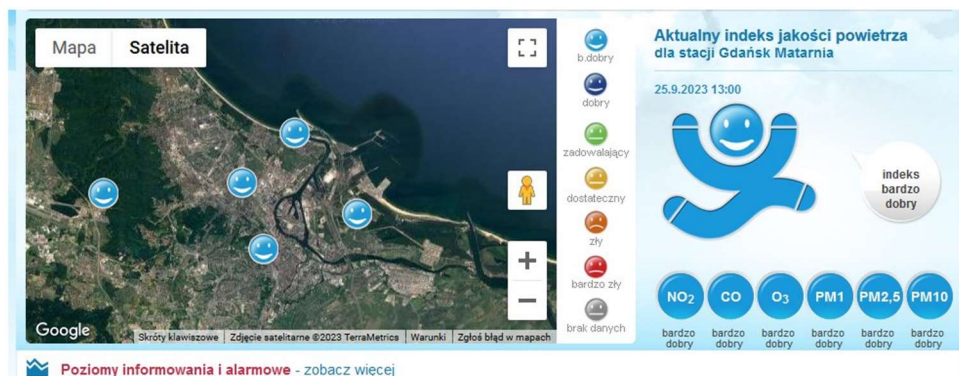 Mapa
Satelita
Google
Skróty klawiszowe
Zdjęcie satelitarne ©2023 TerraMetrics
Warunki
Zgłoś błąd w mapach
b.dobry
dobry
zadowalający
dostateczny
zły
bardzo zły
brak danych
Aktualny indeks jakości powietrza
dla stacji Gdańsk Matarnia
25.9.2023 13:00
indeks
bardzo
dobry
NO2
CO
O3
PM1
PM2,5
PM10
bardzo
dobry
bardzo
dobry
bardzo
dobry
bardzo
dobry
bardzo
dobry
bardzo
dobry
Poziomy informowania i alarmowe - zobacz więcej